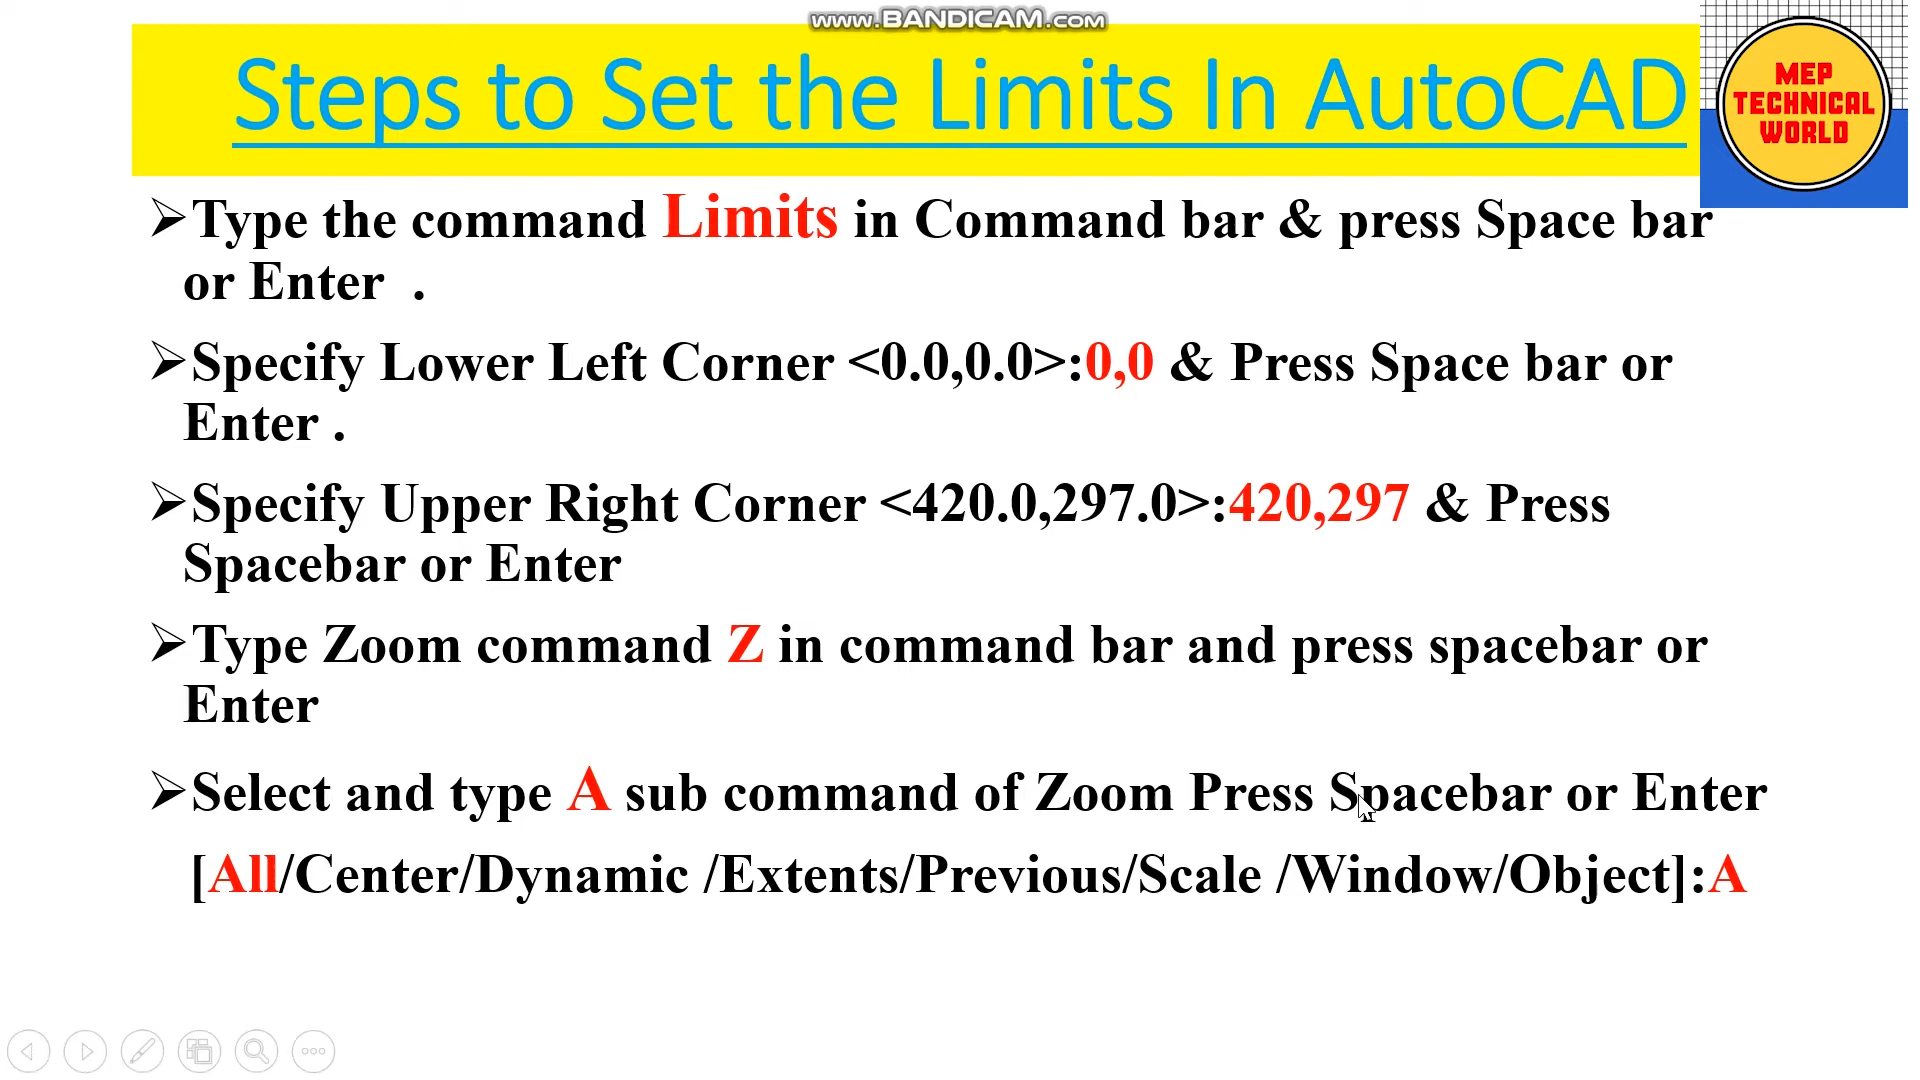 www.BANDICAM.com
Steps to Set the Limits In AutoCAD
MEP
TECHNICAL
WORLD
➢Type the command Limits in Command bar & press Space bar
or Enter  .
➢Specify Lower Left Corner <0.0,0.0>:0,0 & Press Space bar or
Enter .
➢Specify Upper Right Corner <420.0,297.0>:420,297 & Press
Spacebar or Enter
➢Type Zoom command Z in command bar and press spacebar or
Enter
➢Select and type A sub command of Zoom Press Spacebar or Enter
[All/Center/Dynamic /Extents/Previous/Scale /Window/Object]:A